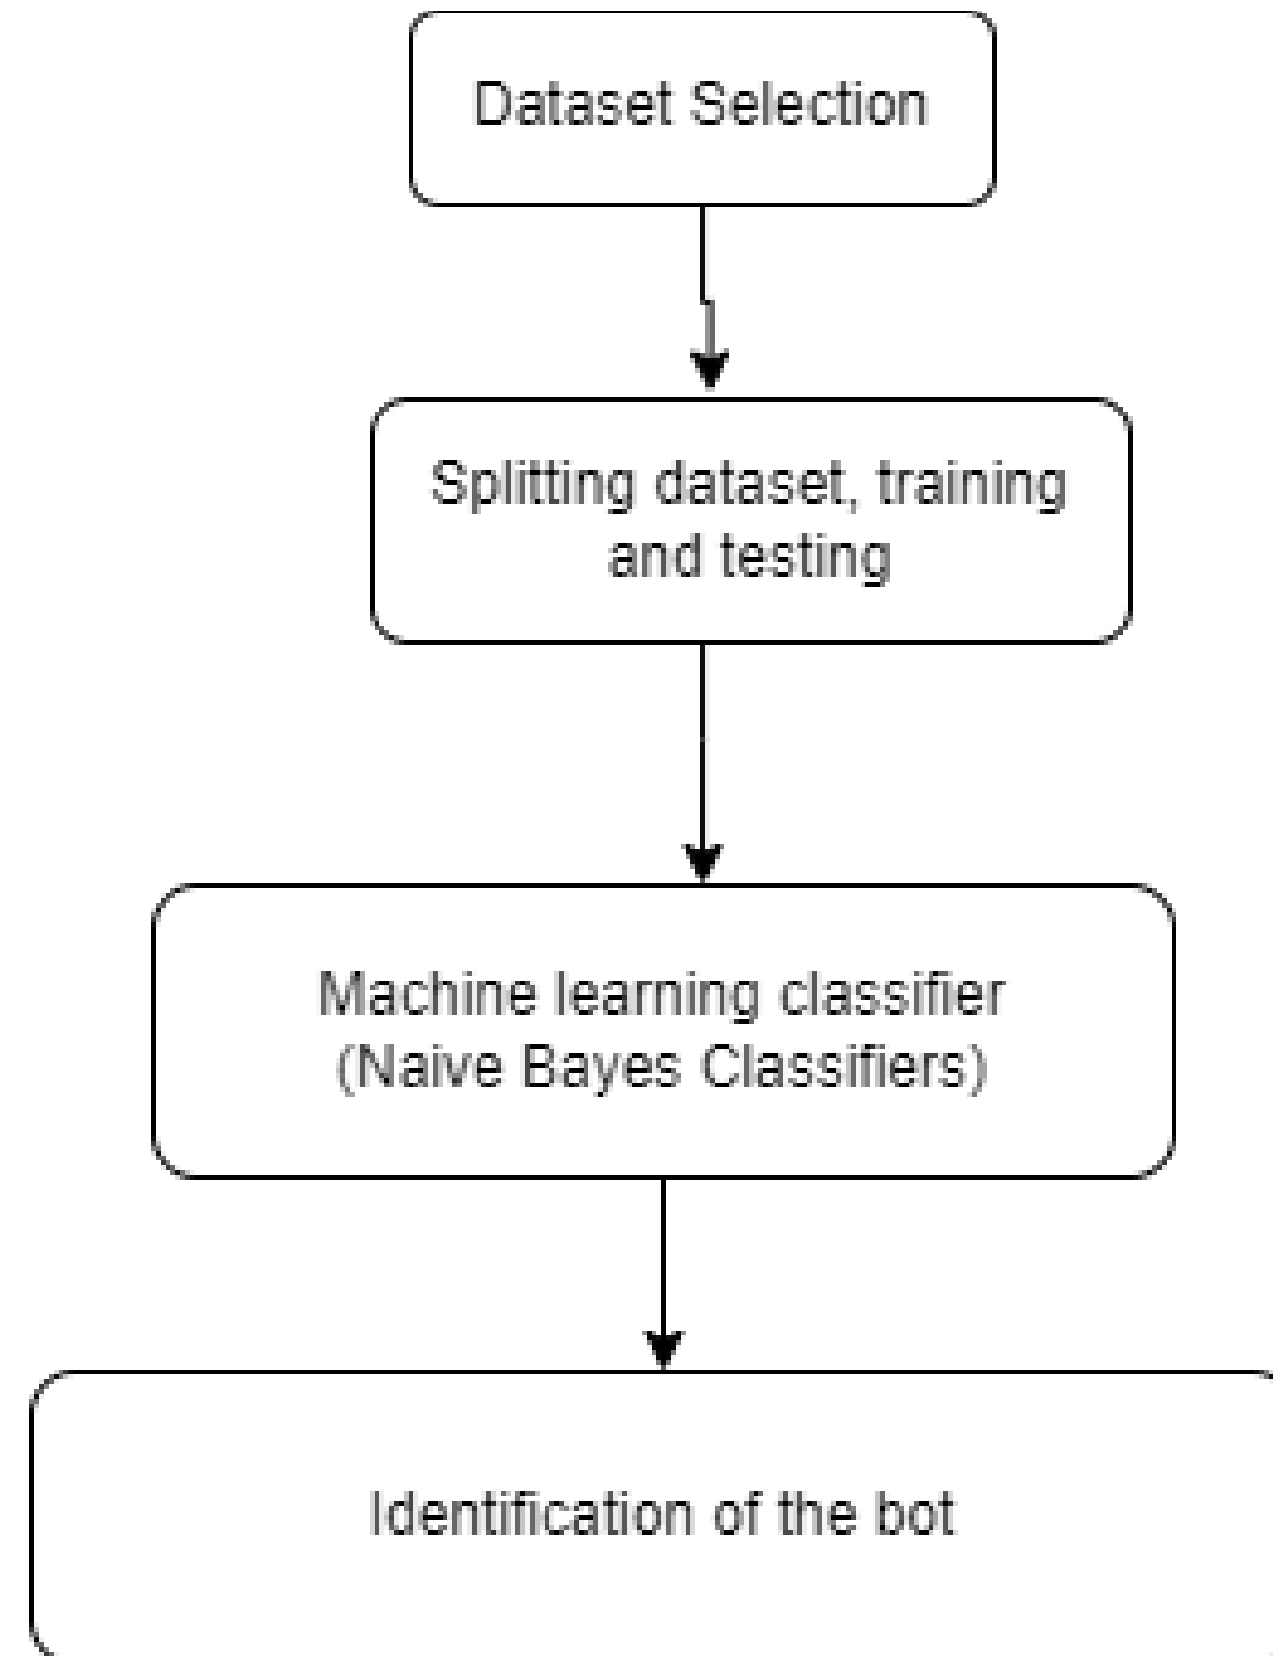 Dataset Selection
Splitting dataset, training
and testing
Machine learning classifier
(Naive Bayes Classifiers)
Identification of the bot